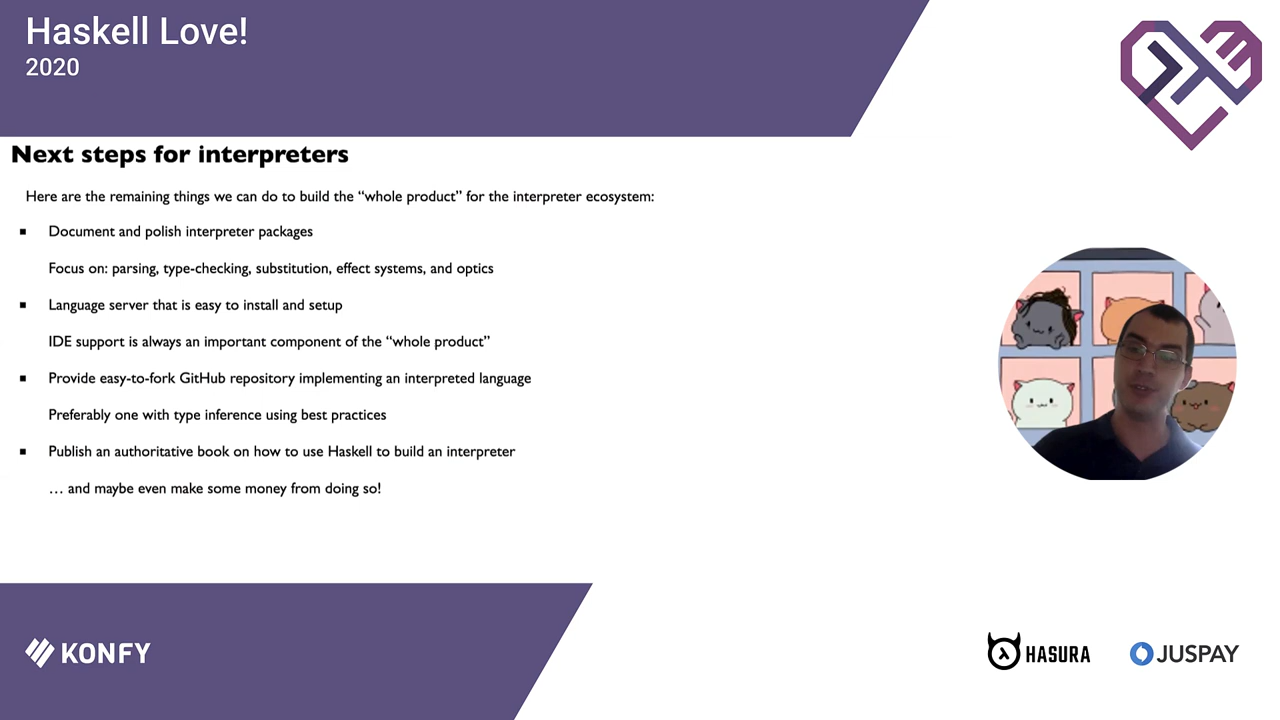 Haskell Love!
2020
Next steps for interpreters
Here are the remaining things we can do to build the “whole product” for the interpreter ecosystem:
▪ Document and polish interpreter packages
Focus on: parsing, type-checking, substitution, effect systems, and optics
▪ Language server that is easy to install and setup
IDE support is always an important component of the “whole product”
▪ Provide easy-to-fork GitHub repository implementing an interpreted language
Preferably one with type inference using best practices
▪ Publish an authoritative book on how to use Haskell to build an interpreter
… and maybe even make some money from doing so!
KONFY
HASURA
JUSPAY